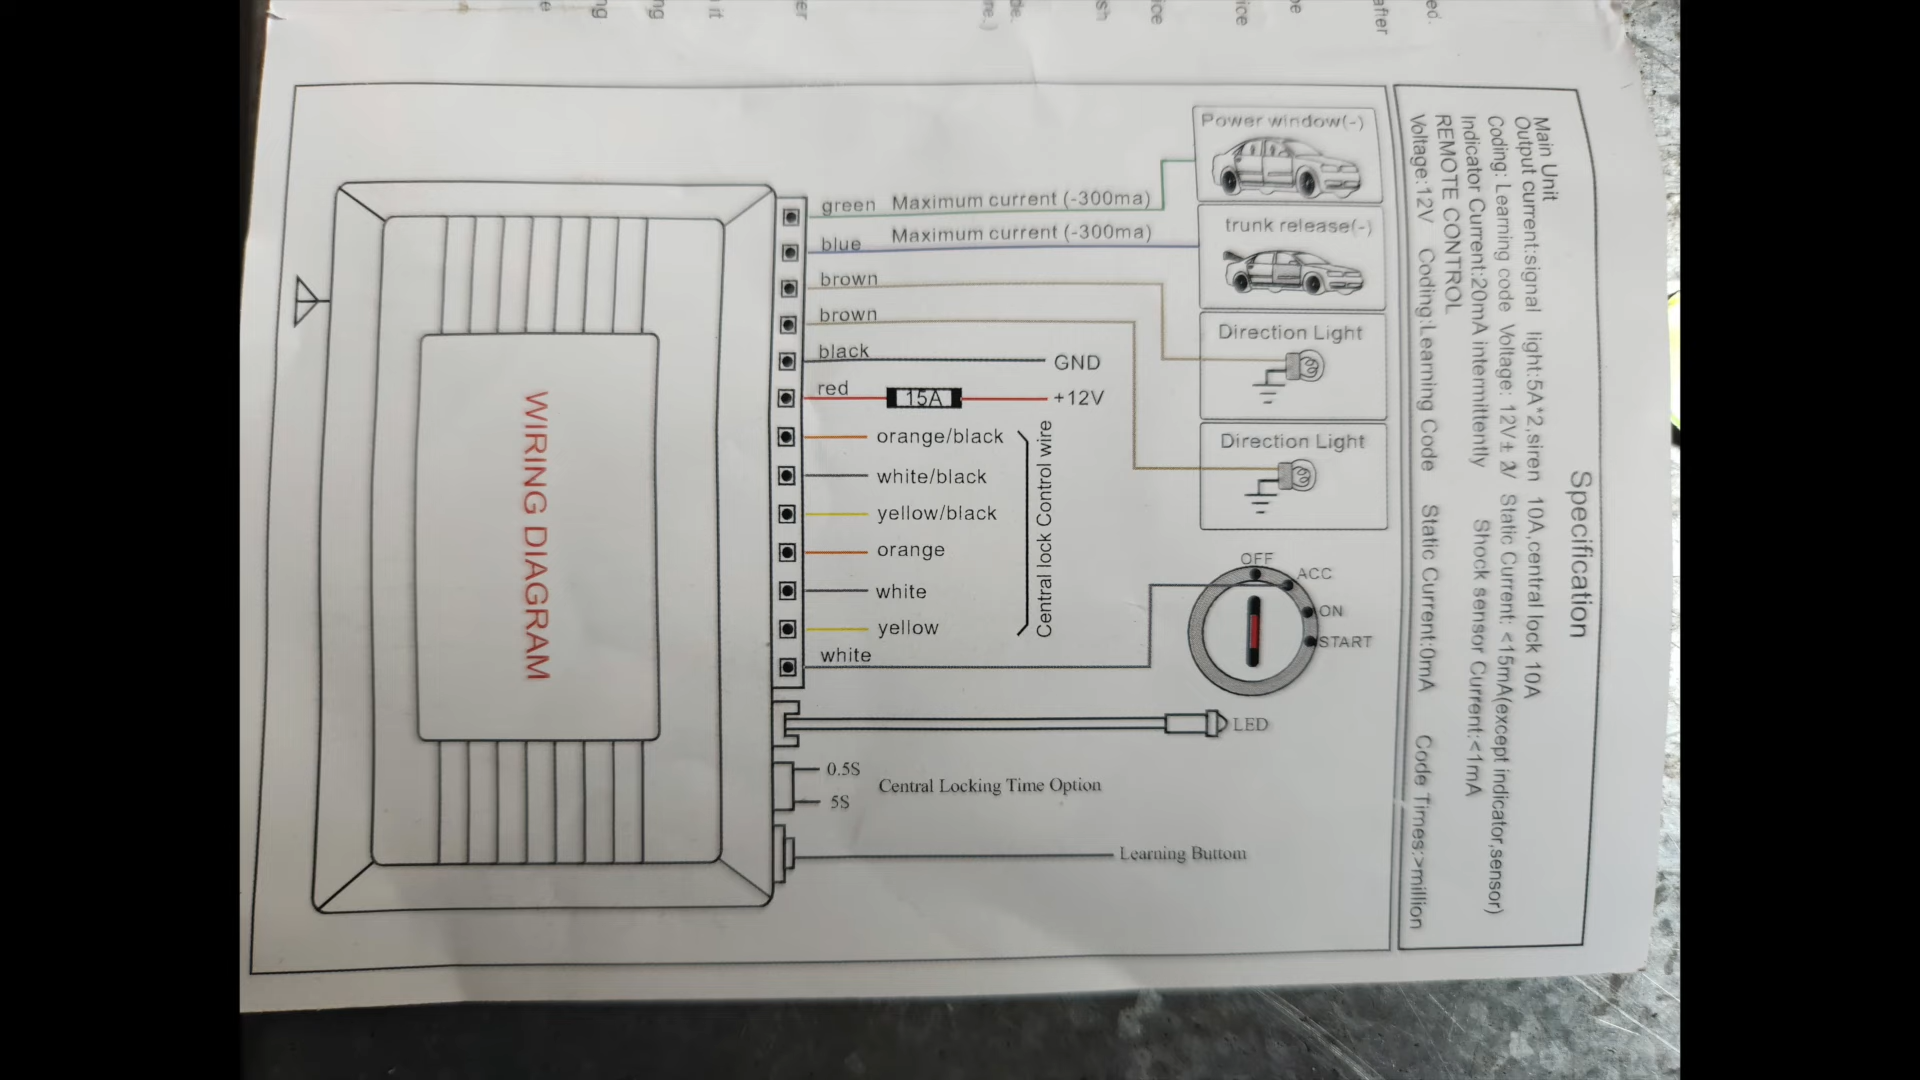 Power window(-)
green Maximum current (-300ma)
trunk release(-)
blue Maximum current (-300ma)
brown
brown
Direction Light
black GND
red 15A +12V
orange/black
Direction Light
white/black
yellow/black
orange
white
yellow
Central lock Control wire
white
OFF
ACC
ON
START
LED
0.5S
5S
Central Locking Time Option
Learning Buttom
WIRING DIAGRAM
Specification
Main Unit
Output current:signal light:5A*2,siren 10A,central lock 10A
Coding: Learning code Voltage: 12V± 2V Static Current: <15mA(except indicator,sensor)
Indicator Current:20mA intermittently Shock sensor Current:<1mA
REMOTE CONTROL
Voltage:12V Coding:Learning Code Static Current:0mA Code Times:>million
after
ed.